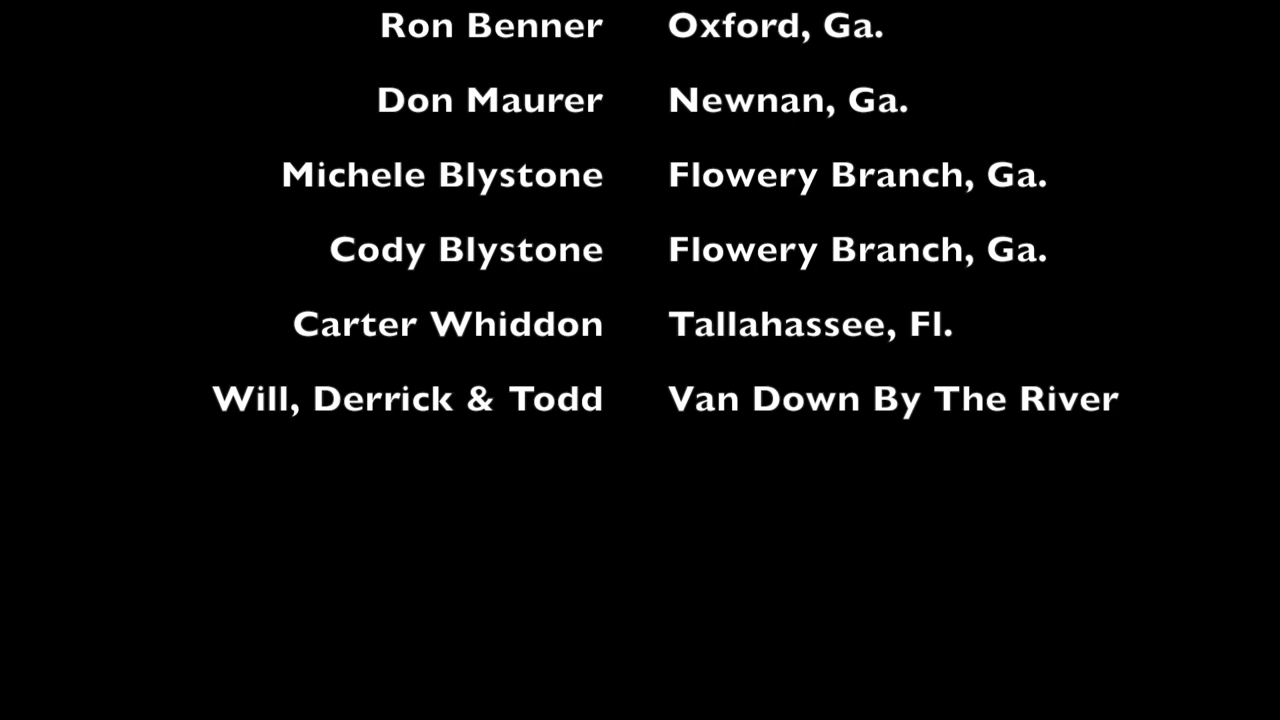 Ron Benner Oxford, Ga.
Don Maurer Newnan, Ga.
Michele Blystone Flowery Branch, Ga.
Cody Blystone Flowery Branch, Ga.
Carter Whiddon Tallahassee, Fl.
Will, Derrick & Todd Van Down By The River